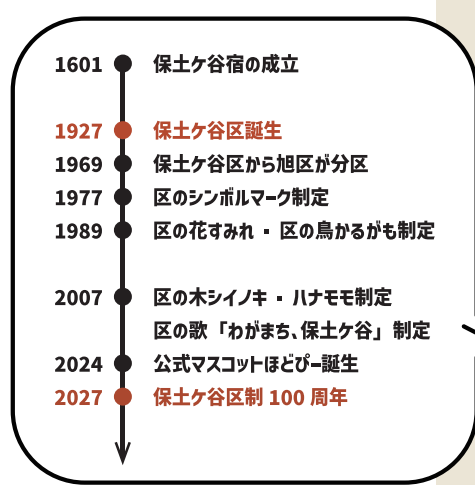 1601 保土ケ谷宿の成立
1927 保土ケ谷区誕生
1969 保土ケ谷区から旭区が分区
1977 区のシンボルマーク制定
1989 区の花すみれ ・ 区の鳥かるがも制定
2007 区の木シイノキ ・ ハナモモ制定
区の歌「わがまち、保土ケ谷」制定
2024 公式マスコットほどぴー誕生
2027 保土ケ谷区制 100 周年